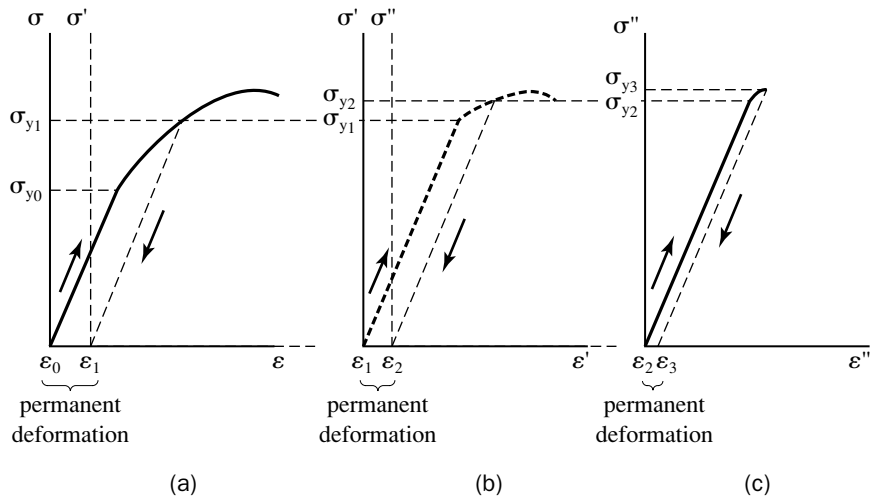 σ σ'
σy1
σy0
ε0 ε1 ε
permanent
deformation
(a)
σ' σ"
σy2
σy1
ε1 ε2 ε'
permanent
deformation
(b)
σ"
σy3
σy2
ε2 ε3 ε"
permanent
deformation
(c)